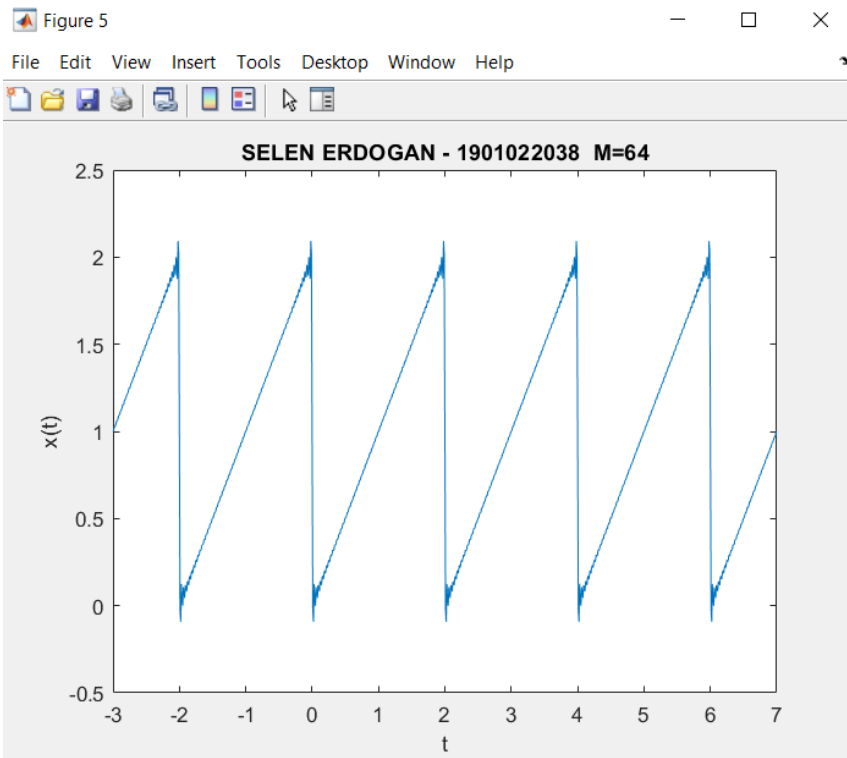 Figure 5
File Edit View Insert Tools Desktop Window Help
SELEN ERDOGAN - 1901022038 M=64
2.5
2
1.5
1
0.5
0
-0.5
x(t)
-3 -2 -1 0 1 2 3 4 5 6 7
t